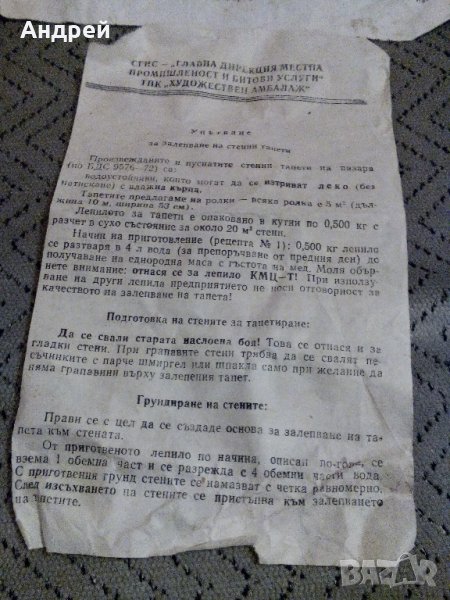 Андрей
СГНС — „ГЛАВНА ДИРЕКЦИЯ МЕСТНА
ПРОМИШЛЕНОСТ И БИТОВИ УСЛУГИ“
ТПК „ХУДОЖЕСТВЕН АМБАЛАЖ“
Упътване
за залепване на стенни тапети
Произвежданите и пуснатите стенни тапети на пазара
(по БДС 9576—72) са:
водоустойчиви, които могат да се изтриват леко (без
натискане) с влажна кърпа.
Тапетите предлагаме на ролки — всяка ролка е 5 м² (дъл-
жина 10 м, ширина 53 см).
Лепилото за тапети е опаковано в кутии по 0,500 кг с
разчет в сухо състояние за около 20 м² стени.
Начин на приготовление (рецепта № 1): 0,500 кг лепило
се разтваря в 4 л вода (за препоръчване от предния ден) до
получаване на еднородна маса с гъстота на мед. Моля обър-
нете внимание: отнася се за лепило КМЦ—Т! При използу-
ване на други лепила предприятието не носи отговорност за
качеството на залепване на тапета!
Подготовка на стените за тапетиране:
Да се свали старата наслоена боя! Това се отнася и за
гладки стени. При грапавите стени трябва да се свалят пе-
съчинките с парче шмиргел или шпакла само при желание да
няма грапавини върху залепения тапет.
Грундиране на стените:
Прави се с цел да се създаде основа за залепване на та-
пета към стената.
От приготвеното лепило по начина, описан по-горе, се
взема 1 обемна част и се разрежда с 4 обемни части вода.
С приготвения грунд стените се намазват с четка равномерно.
След изсъхването на стените се пристъпва към залепването
на тапетите.
BAZAR